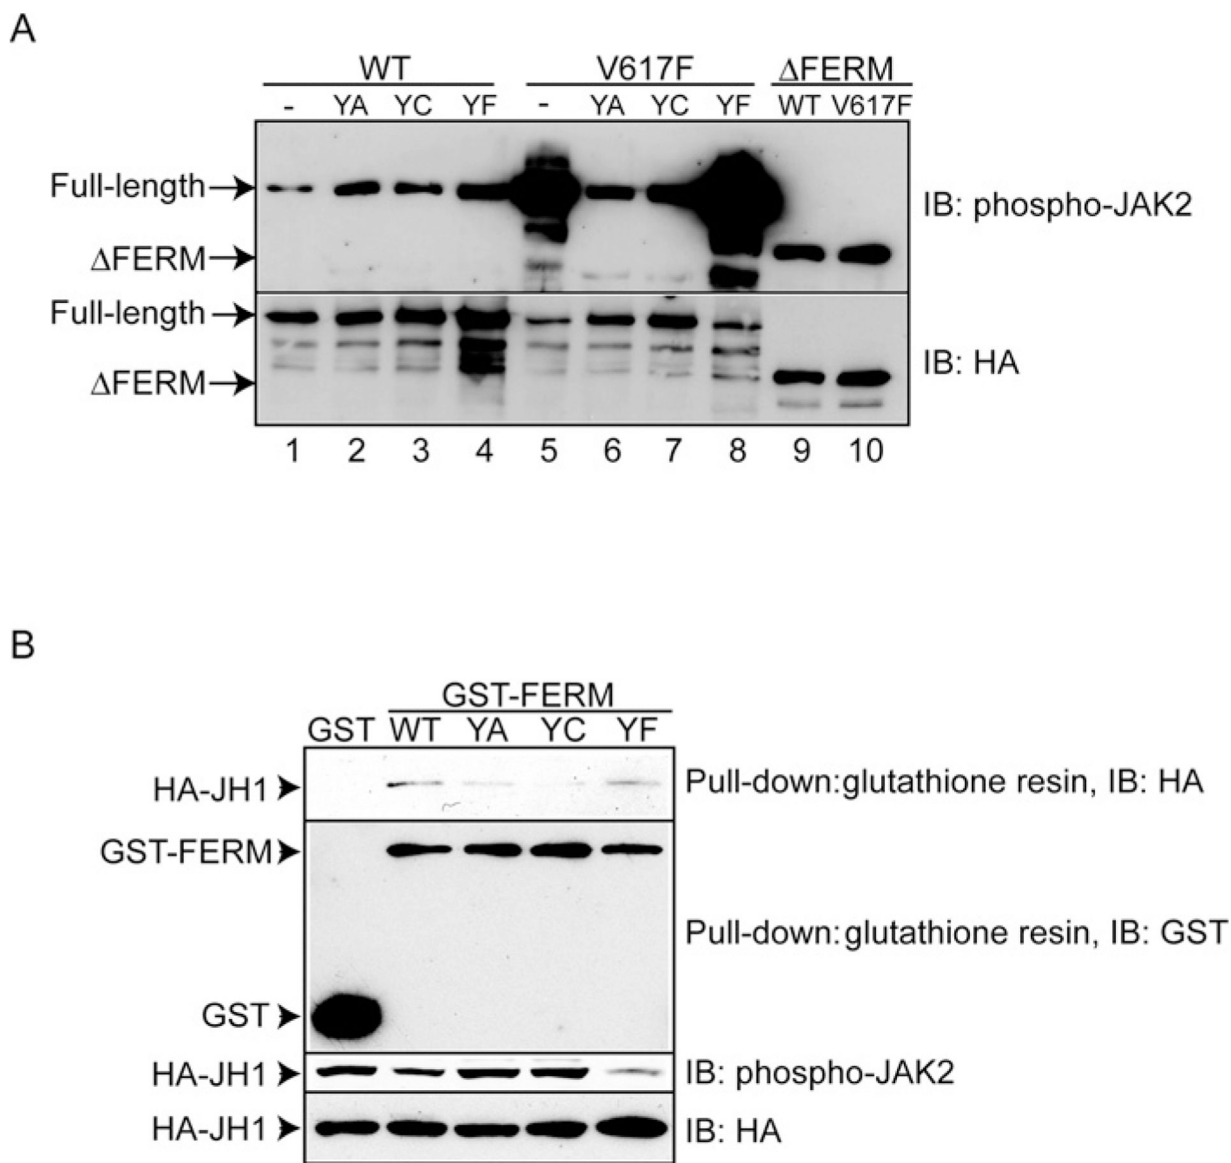 A
WT V617F ΔFERM
- YA YC YF - YA YC YF WT V617F
Full-length
IB: phospho-JAK2
ΔFERM
Full-length
IB: HA
ΔFERM
1 2 3 4 5 6 7 8 9 10
B
GST-FERM
GST WT YA YC YF
HA-JH1 Pull-down:glutathione resin, IB: HA
GST-FERM
Pull-down:glutathione resin, IB: GST
GST
HA-JH1 IB: phospho-JAK2
HA-JH1 IB: HA